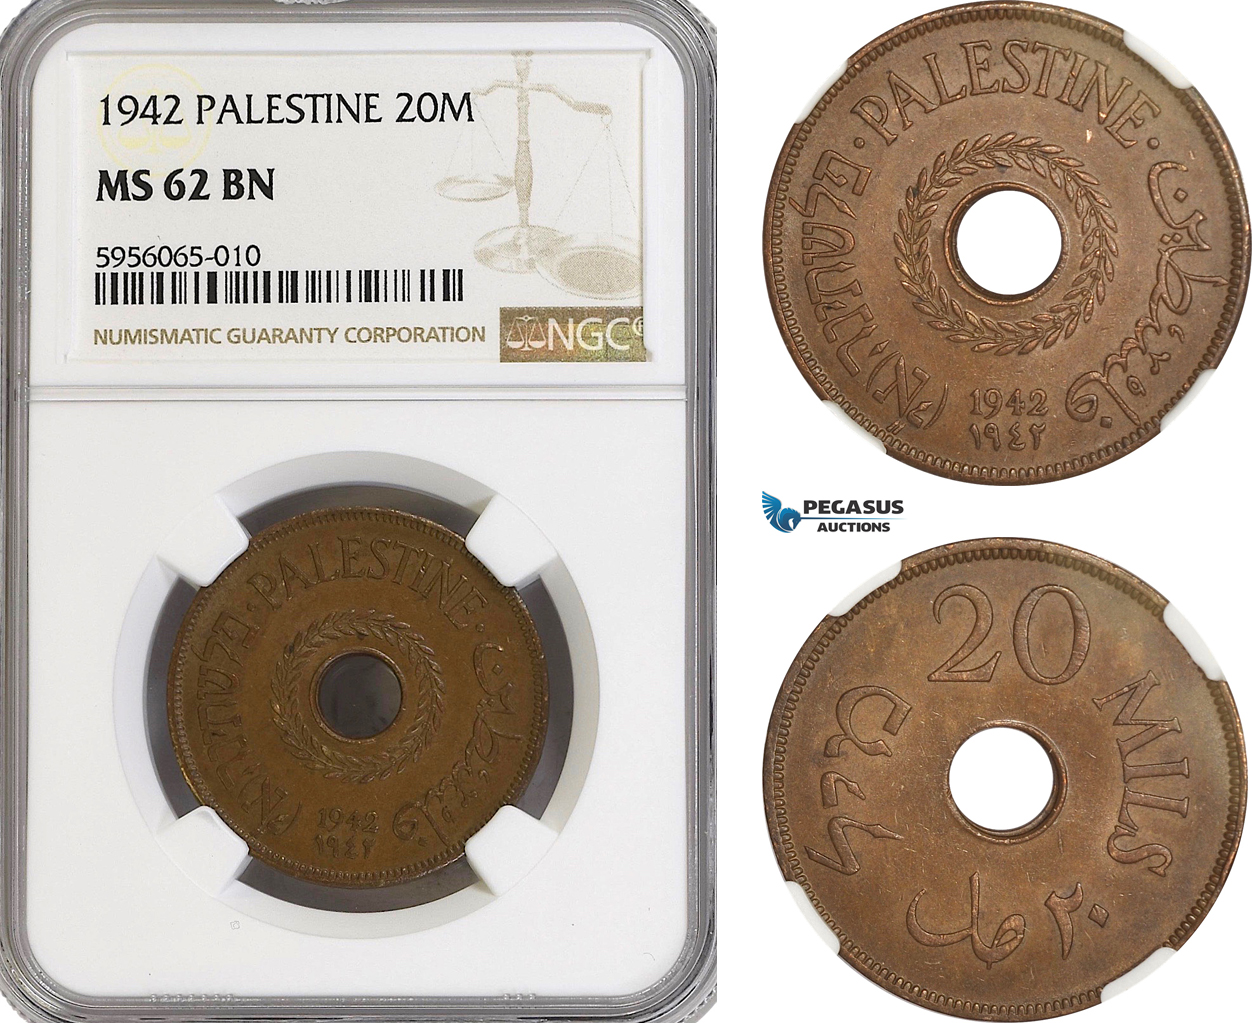 1942 PALESTINE 20M
MS 62 BN
5956065-010
NUMISMATIC GUARANTY CORPORATION
NGC
· PALESTINE ·
פלשתינה (א״י)
فلسطين
1942
١٩٤٢
· PALESTINE ·
פלשתינה (א״י)
فلسطين
1942
١٩٤٢
PEGASUS
AUCTIONS
20 MILS
٢٠ مل